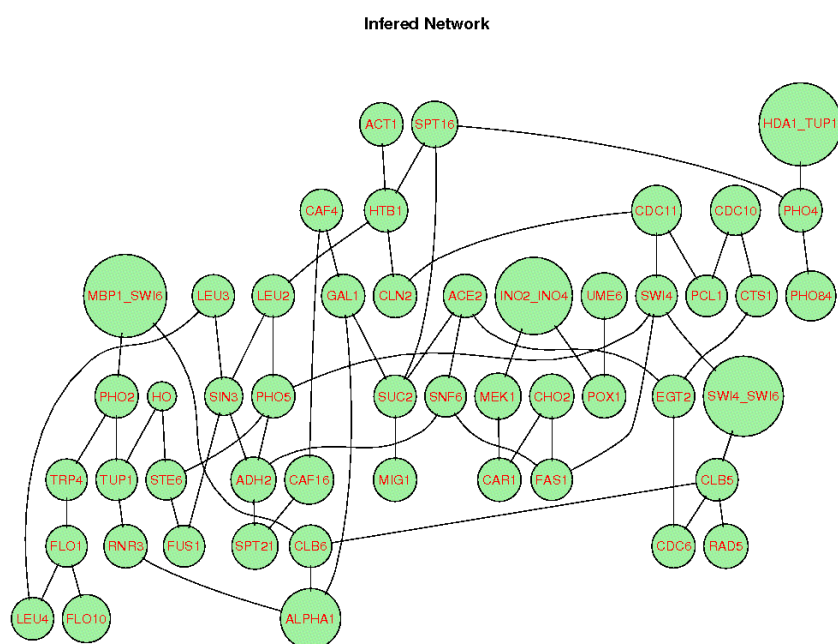 Infered Network
ACT1 SPT16 HDA1_TUP1
CAF4 HTB1 CDC11 CDC10 PHO4
MBP1_SWI6 LEU3 LEU2 GAL1 CLN2 ACE2 INO2_INO4 UME6 SWI4 PCL1 CTS1 PHO84
PHO2 HO SIN3 PHO5 SUC2 SNF6 MEK1 CHO2 POX1 EGT2 SWI4_SWI6
TRP4 TUP1 STE6 ADH2 CAF16 MIG1 CAR1 FAS1 CLB5
FLO1 RNR3 FUS1 SPT21 CLB6 CDC6 RAD5
LEU4 FLO10 ALPHA1